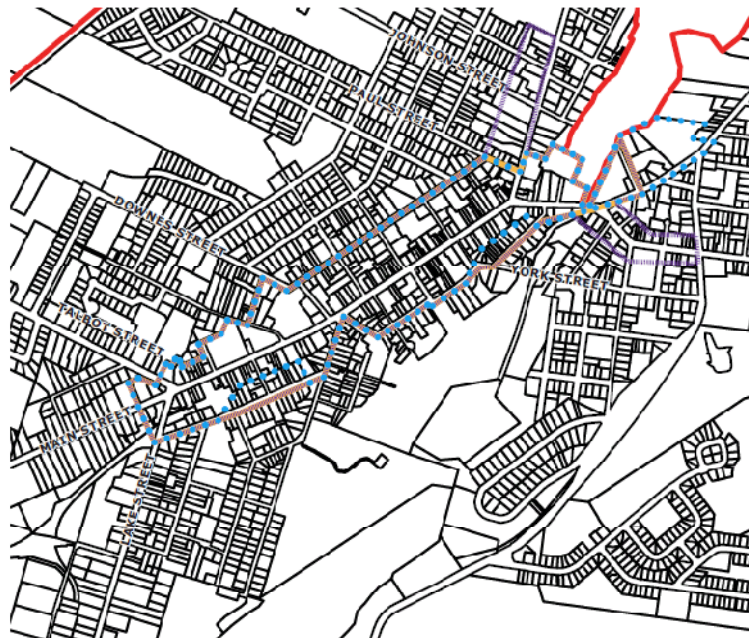 JOHNSON STREET
PAUL STREET
DOWNES STREET
YORK STREET
TALBOT STREET
MAIN STREET
LAKE STREET